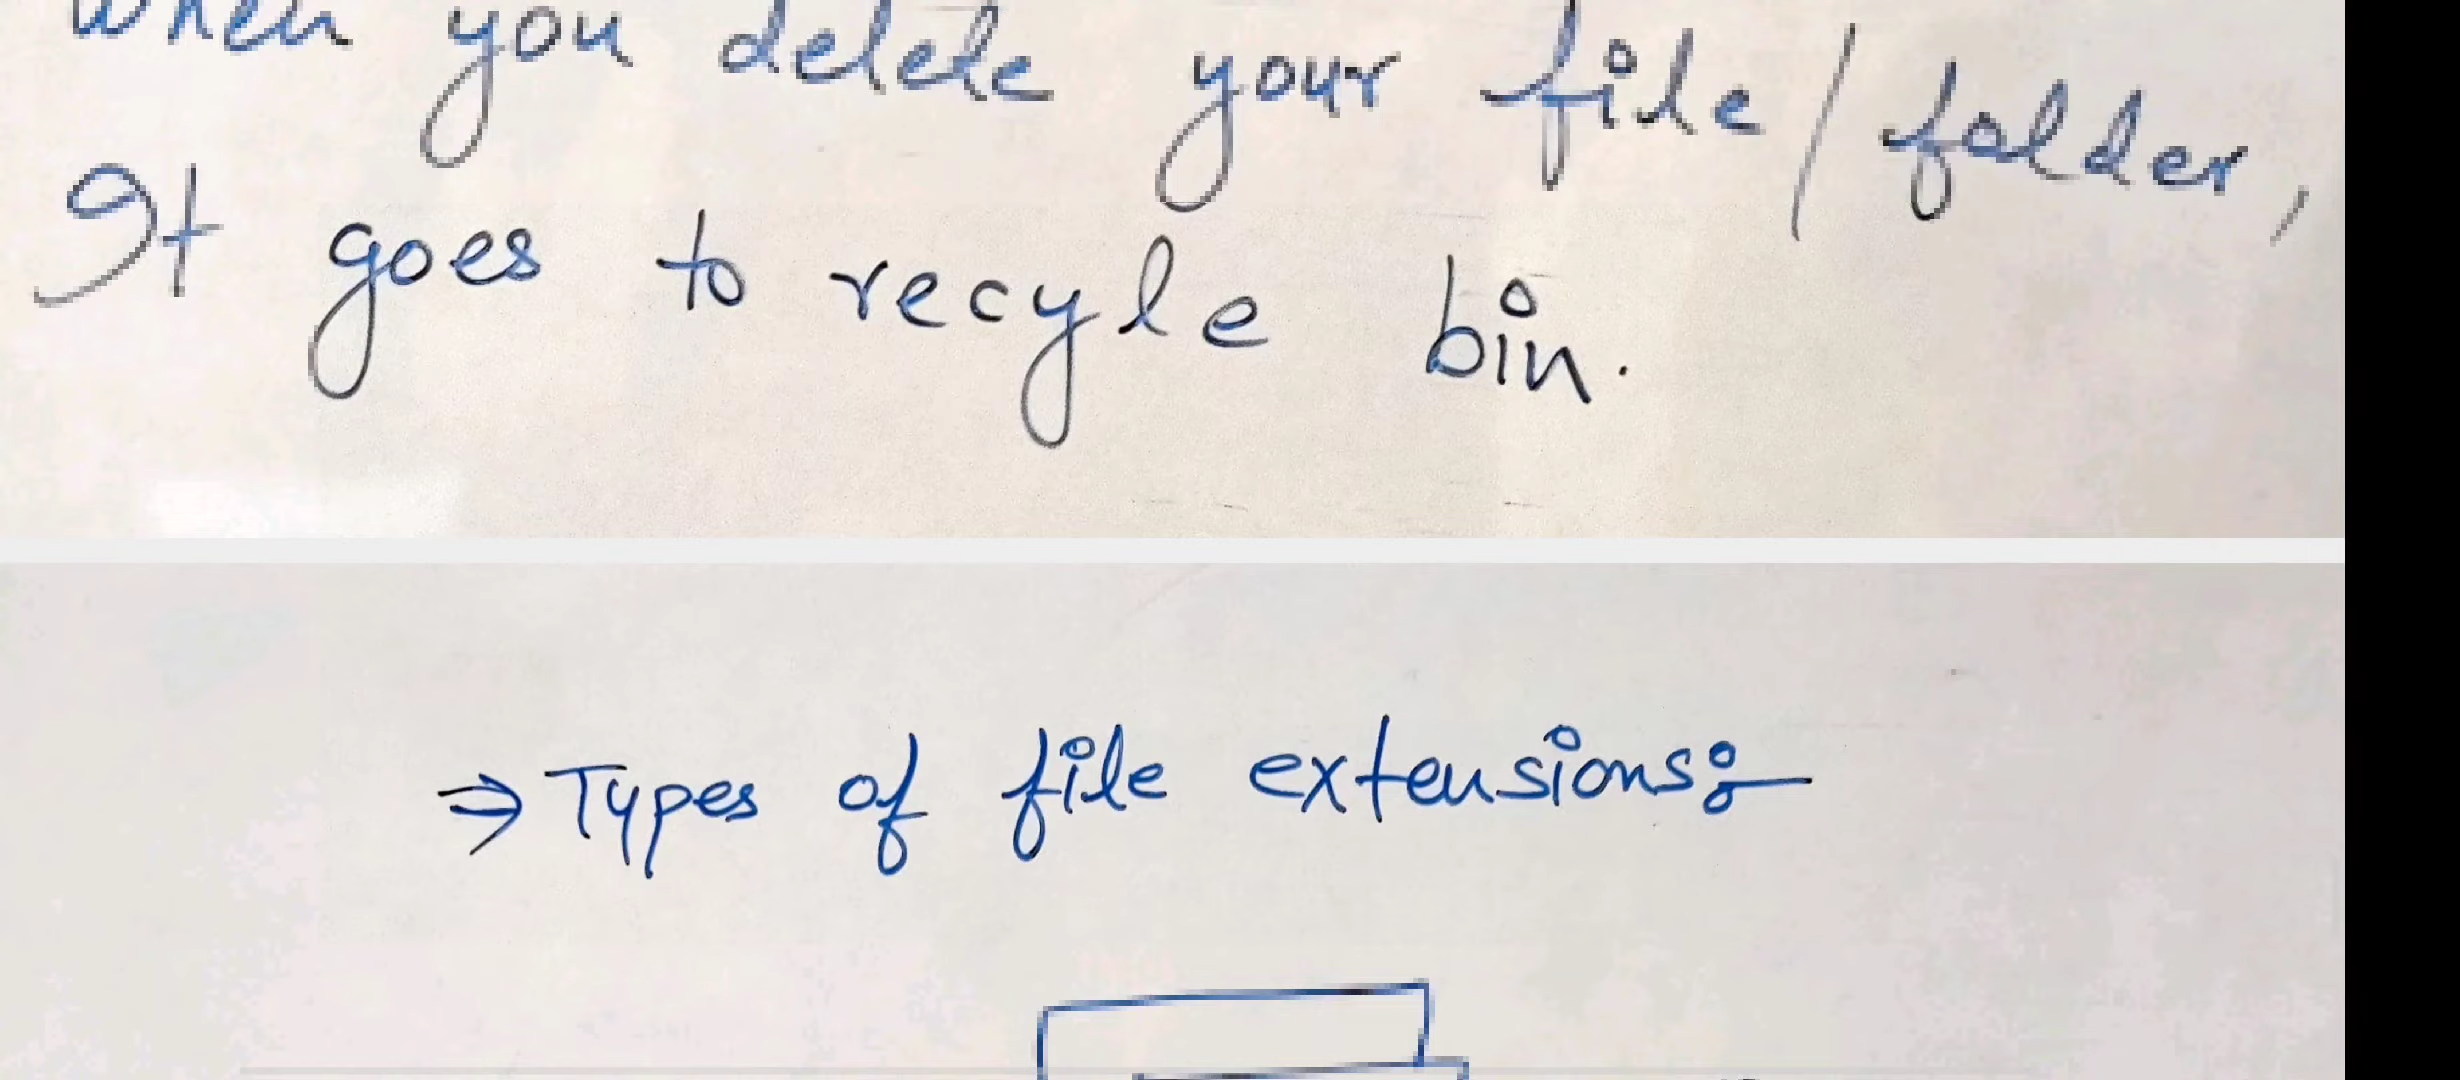 When you delete your file/folder,
It goes to recyle bin.
⇒ Types of file extensions:-